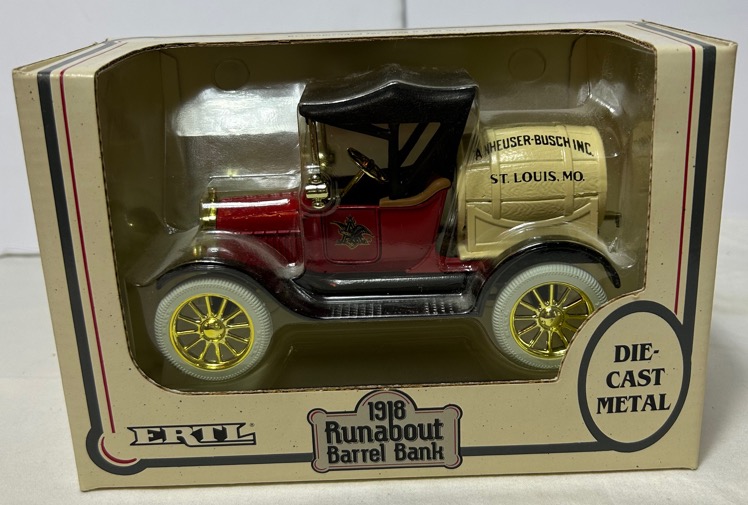 ANHEUSER-BUSCH INC.
ST. LOUIS, MO.
DIE-
CAST
METAL
ERTL
1918
Runabout
Barrel Bank